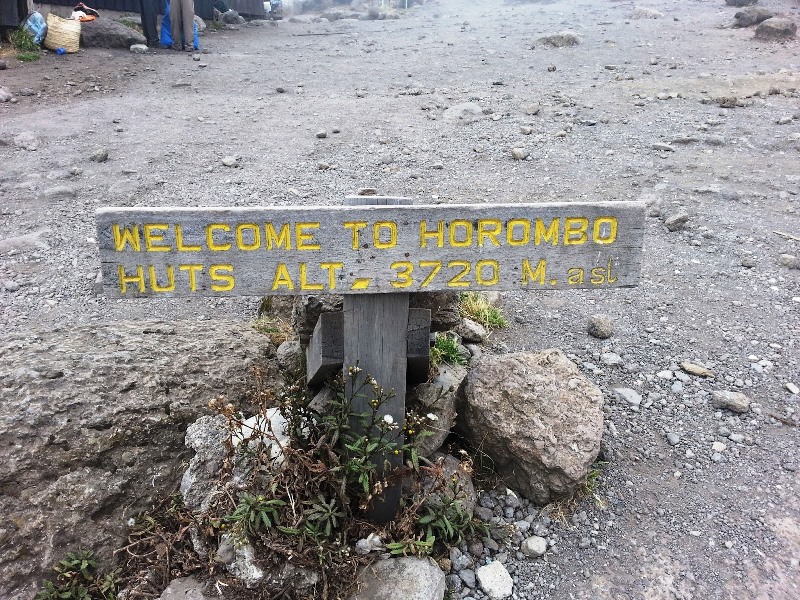 WELCOME TO HOROMBO
HUTS ALT - 3720 M. asl